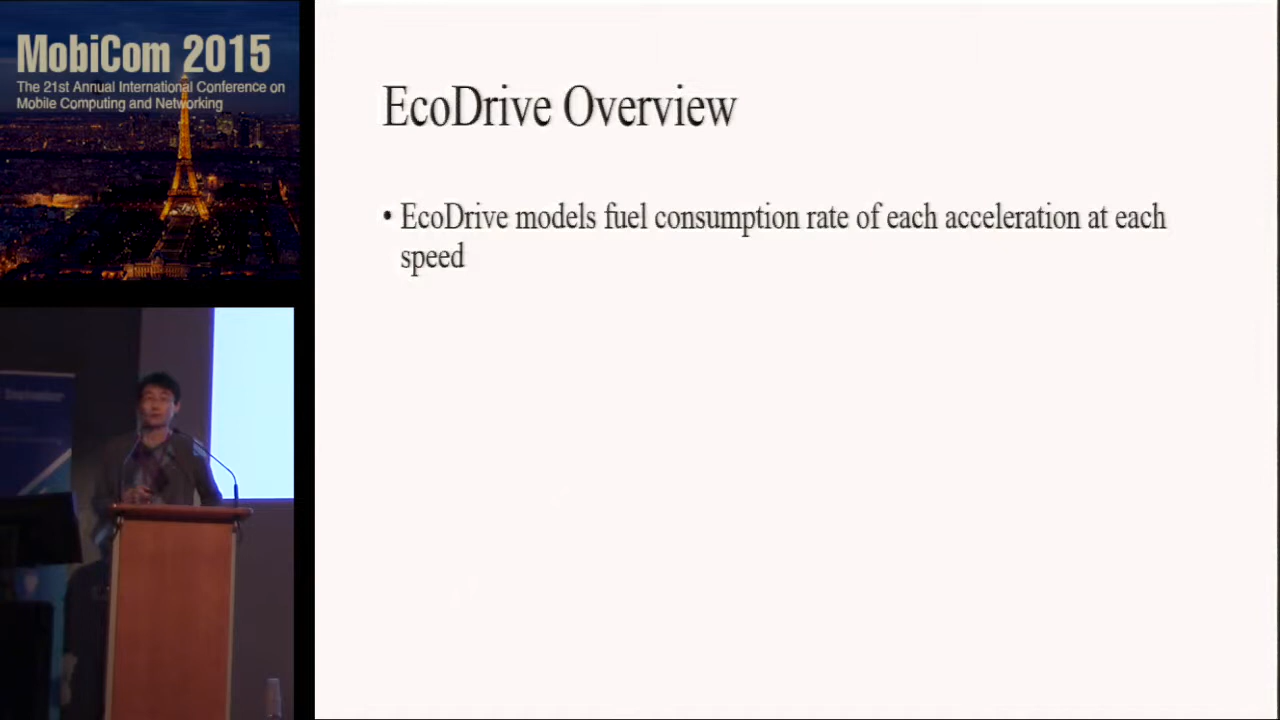 MobiCom 2015
The 21st Annual International Conference on
Mobile Computing and Networking
EcoDrive Overview
• EcoDrive models fuel consumption rate of each acceleration at each
speed